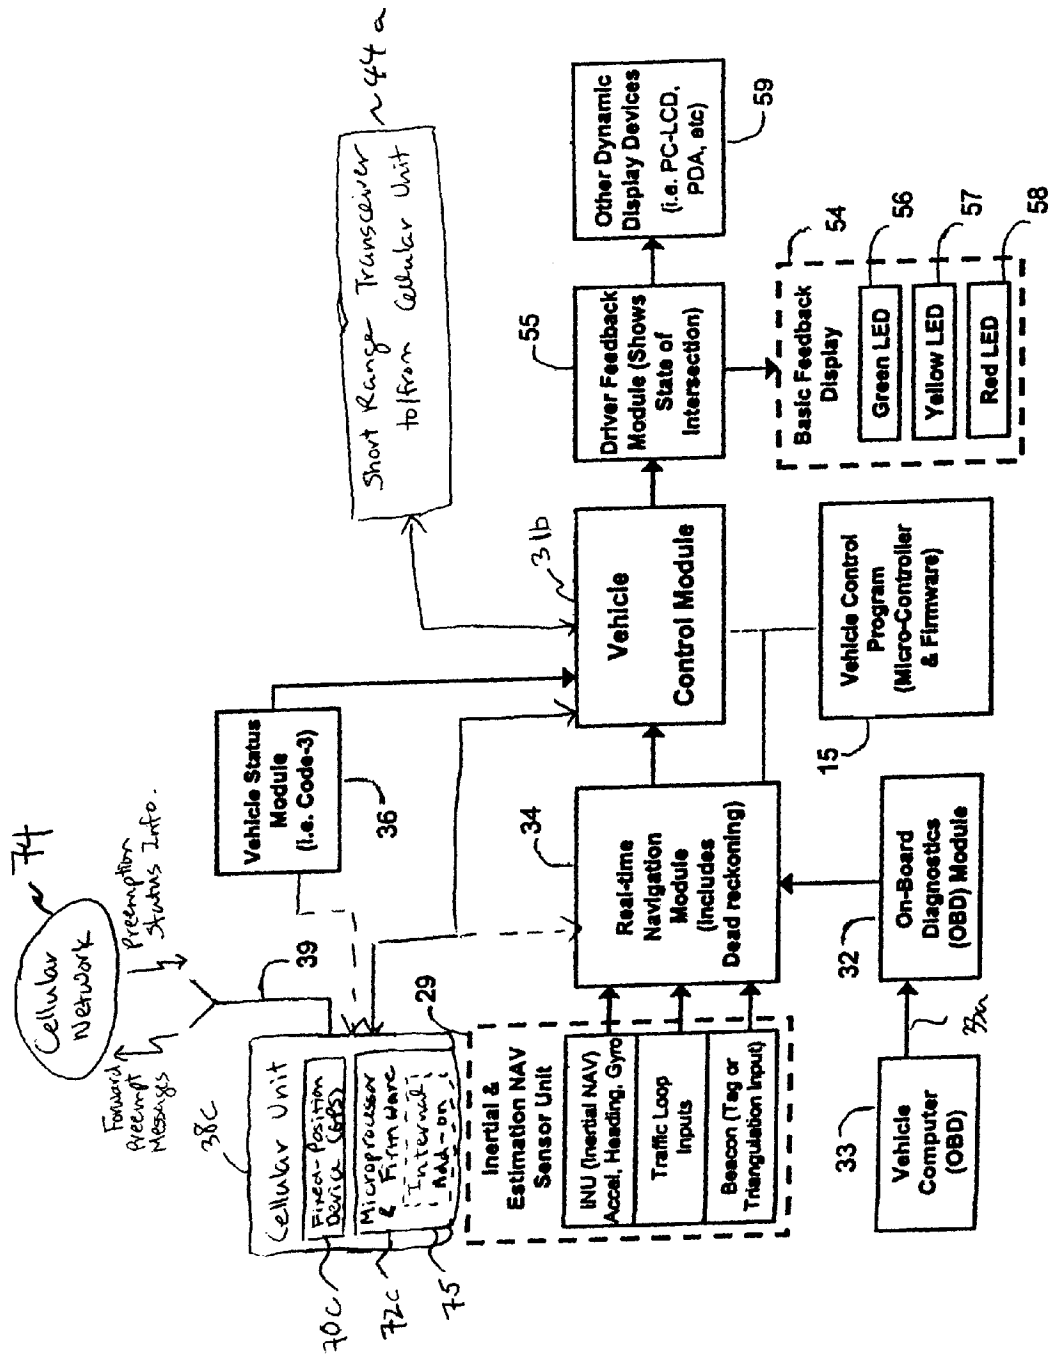 Cellular
Network
74
Forward
Preempt
Messages
Preemption
Status Info.
39
38c
Cellular Unit
Fixed-Position
Device (GPS)
70c
Microprocessor
& Firmware
72c
Internal
Add-on
75
29
Inertial &
Estimation NAV
Sensor Unit
INU (Inertial NAV)
Accel, Heading, Gyro
Traffic Loop
Inputs
Beacon (Tag or
Triangulation Input)
Vehicle Status
Module
(i.e. Code-3)
36
34
Real-time
Navigation
Module
(Includes
Dead reckoning)
33
Vehicle
Computer
(OBD)
33a
32
On-Board
Diagnostics
(OBD) Module
Short Range Transceiver
to/from Cellular Unit
44a
31b
Vehicle
Control Module
15
Vehicle Control
Program
(Micro-Controller
& Firmware)
55
Driver Feedback
Module (Shows
State of
Intersection)
Other Dynamic
Display Devices
(i.e. PC-LCD,
PDA, etc)
59
54
Basic Feedback
Display
Green LED
56
Yellow LED
57
Red LED
58